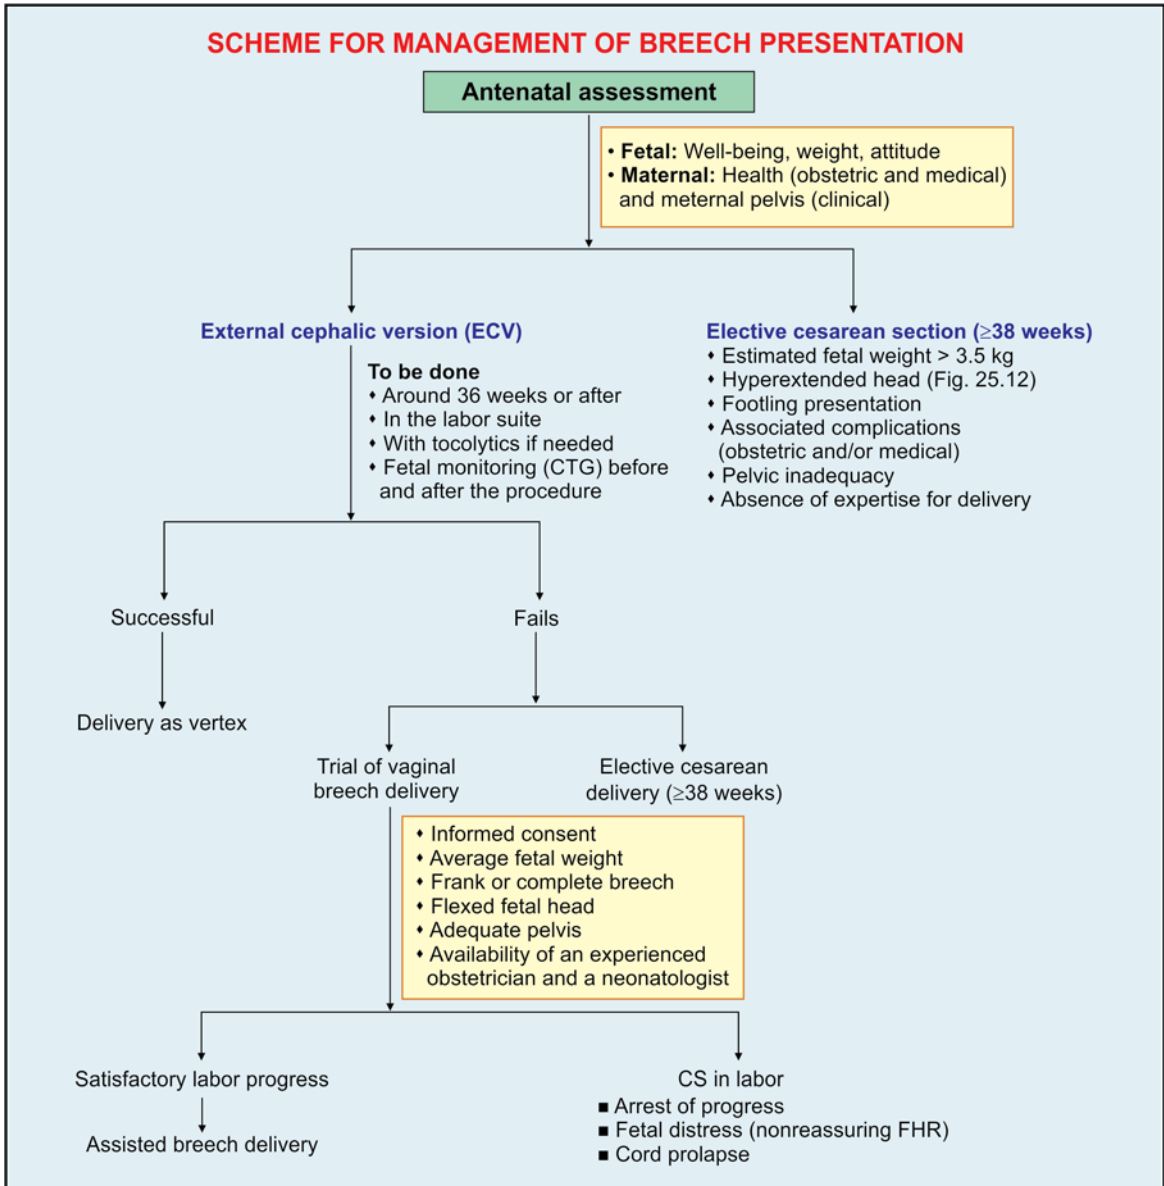 SCHEME FOR MANAGEMENT OF BREECH PRESENTATION
Antenatal assessment
• Fetal: Well-being, weight, attitude
• Maternal: Health (obstetric and medical)
and meternal pelvis (clinical)
External cephalic version (ECV)
To be done
♦ Around 36 weeks or after
♦ In the labor suite
♦ With tocolytics if needed
♦ Fetal monitoring (CTG) before
and after the procedure
Elective cesarean section (≥38 weeks)
♦ Estimated fetal weight > 3.5 kg
♦ Hyperextended head (Fig. 25.12)
♦ Footling presentation
♦ Associated complications
(obstetric and/or medical)
♦ Pelvic inadequacy
♦ Absence of expertise for delivery
Successful
Fails
Delivery as vertex
Trial of vaginal
breech delivery
Elective cesarean
delivery (≥38 weeks)
♦ Informed consent
♦ Average fetal weight
♦ Frank or complete breech
♦ Flexed fetal head
♦ Adequate pelvis
♦ Availability of an experienced
obstetrician and a neonatologist
Satisfactory labor progress
Assisted breech delivery
CS in labor
■ Arrest of progress
■ Fetal distress (nonreassuring FHR)
■ Cord prolapse